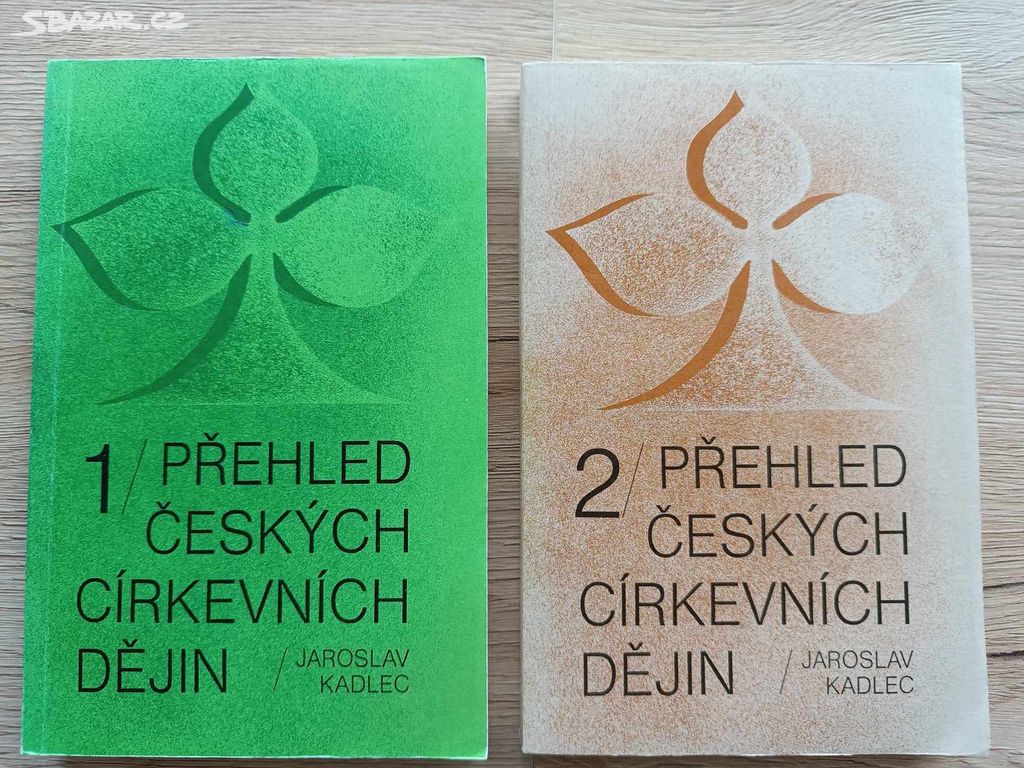 SBAZAR.CZ
1/PŘEHLED
ČESKÝCH
CÍRKEVNÍCH
DĚJIN /JAROSLAV
KADLEC
2/PŘEHLED
ČESKÝCH
CÍRKEVNÍCH
DĚJIN /JAROSLAV
KADLEC